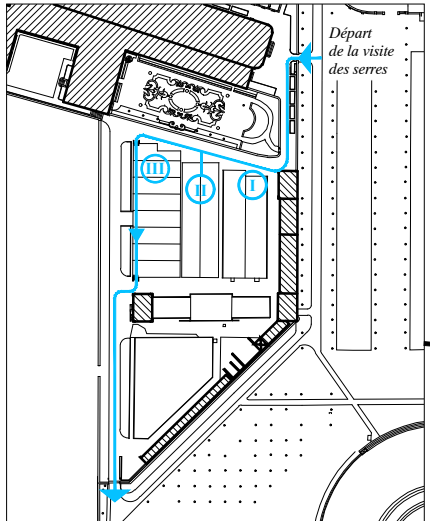 Départ
de la visite
des serres
III
II
I